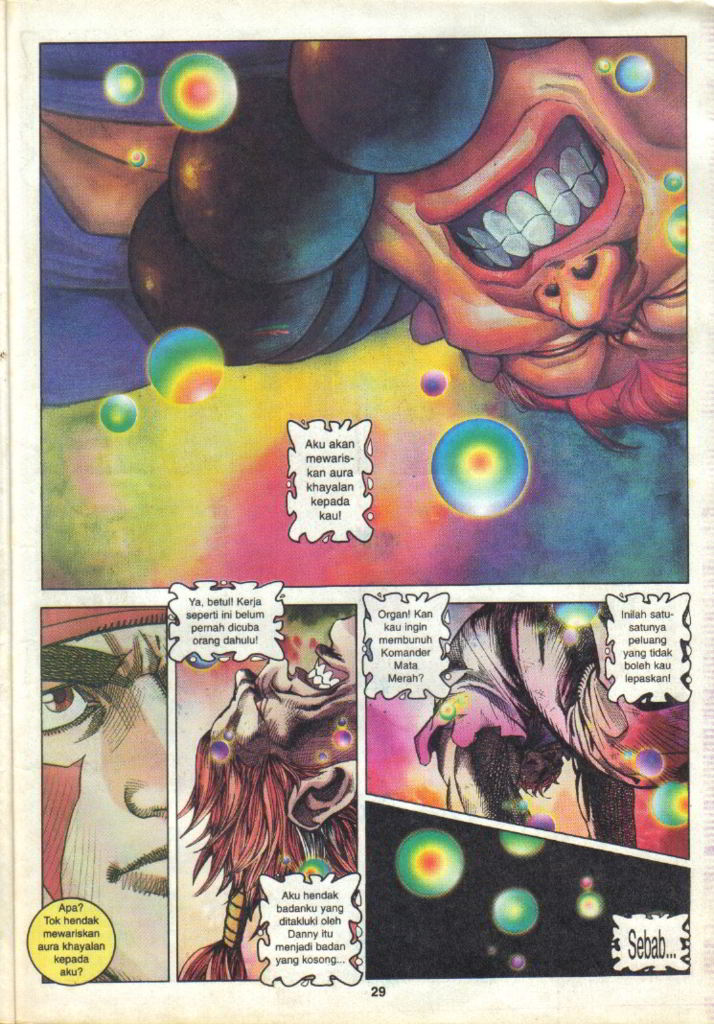 Aku akan
mewaris-
kan aura
khayalan
kepada
kau!
Apa?
Tok hendak
mewariskan
aura khayalan
kepada
aku?
Ya, betul! Kerja
seperti ini belum
pernah dicuba
orang dahulu!
Aku hendak
badanku yang
ditakluki oleh
Danny itu
menjadi badan
yang kosong...
Organ! Kan
kau ingin
membunuh
Komander
Mata
Merah?
Inilah satu-
satunya
peluang
yang tidak
boleh kau
lepaskan!
Sebab...
29